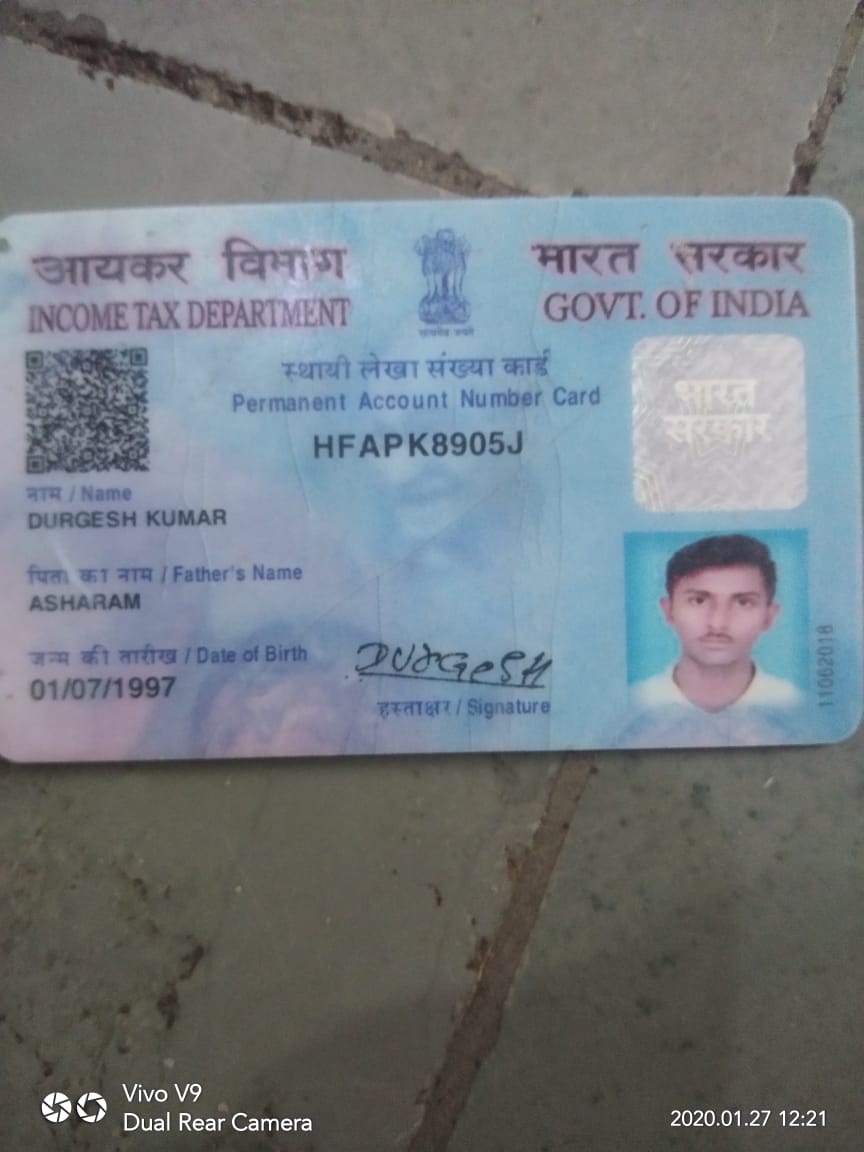 आयकर विभाग
INCOME TAX DEPARTMENT
भारत सरकार
GOVT. OF INDIA
सत्यमेव जयते
स्थायी लेखा संख्या कार्ड
Permanent Account Number Card
HFAPK8905J
भारत
सरकार
नाम / Name
DURGESH KUMAR
पिता का नाम / Father's Name
ASHARAM
जन्म की तारीख / Date of Birth
01/07/1997
DURGESH
हस्ताक्षर / Signature
11062018
Vivo V9
Dual Rear Camera
2020.01.27 12:21